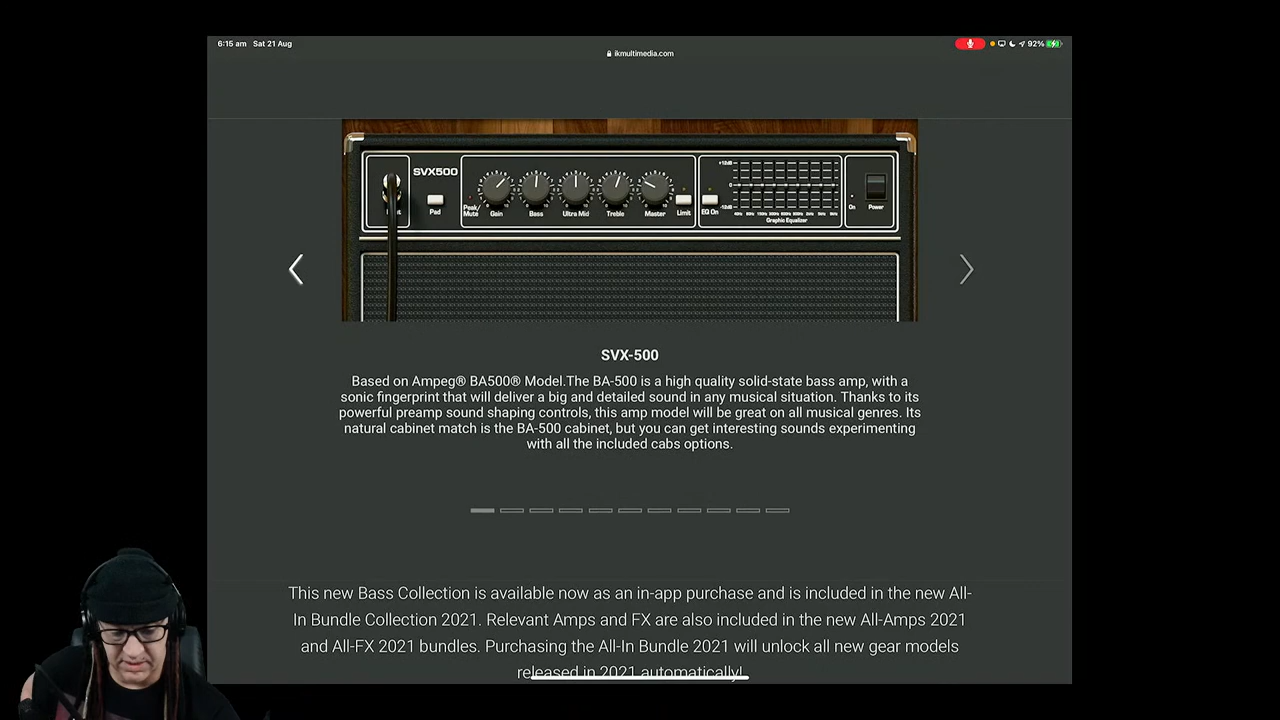 6:15 am Sat 21 Aug
ikmultimedia.com
92%
SVX500
Pad
Peak/
Mute
Gain
Bass
Ultra Mid
Treble
Master
Limit
EQ On
+12dB
0
-12dB
Graphic Equalizer
On
Power
SVX-500
Based on Ampeg® BA500® Model.The BA-500 is a high quality solid-state bass amp, with a
sonic fingerprint that will deliver a big and detailed sound in any musical situation. Thanks to its
powerful preamp sound shaping controls, this amp model will be great on all musical genres. Its
natural cabinet match is the BA-500 cabinet, but you can get interesting sounds experimenting
with all the included cabs options.
This new Bass Collection is available now as an in-app purchase and is included in the new All-
In Bundle Collection 2021. Relevant Amps and FX are also included in the new All-Amps 2021
and All-FX 2021 bundles. Purchasing the All-In Bundle 2021 will unlock all new gear models
released in 2021 automatically!